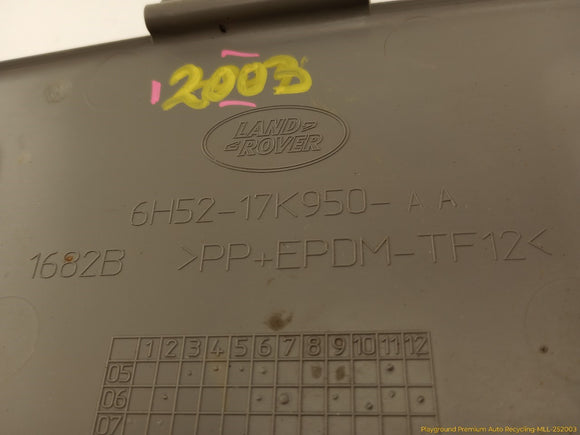 2003
LAND
ROVER
6H52-17K950-AA
1682B >PP+EPDM-TF12<
1 2 3 4 5 6 7 8 9 10 11 12
05
06
07
Playground Premium Auto Recycling-MLL-252003